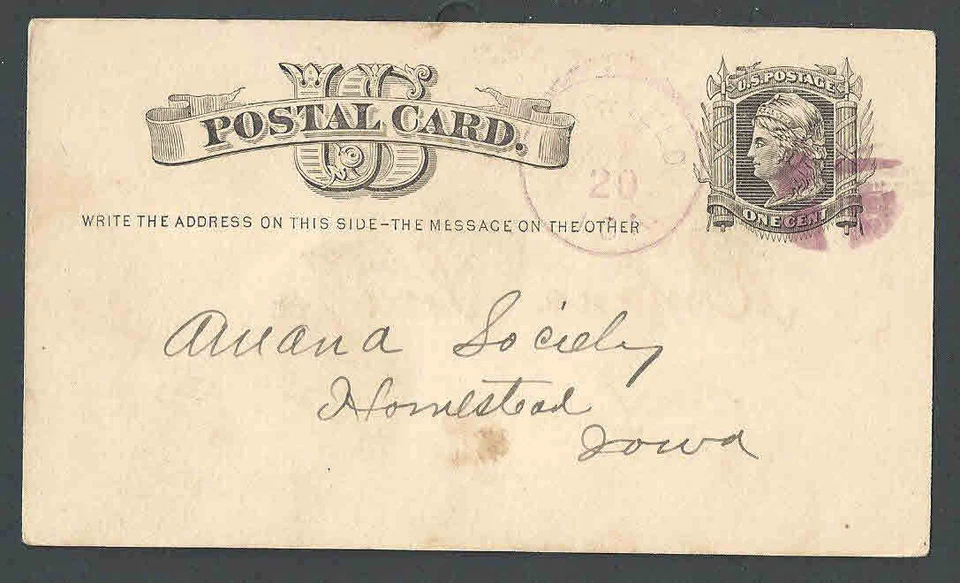 US
POSTAL CARD.
U.S. POSTAGE
ONE CENT
20
WRITE THE ADDRESS ON THIS SIDE–THE MESSAGE ON THE OTHER
Amana Society
Homestead
Iowa